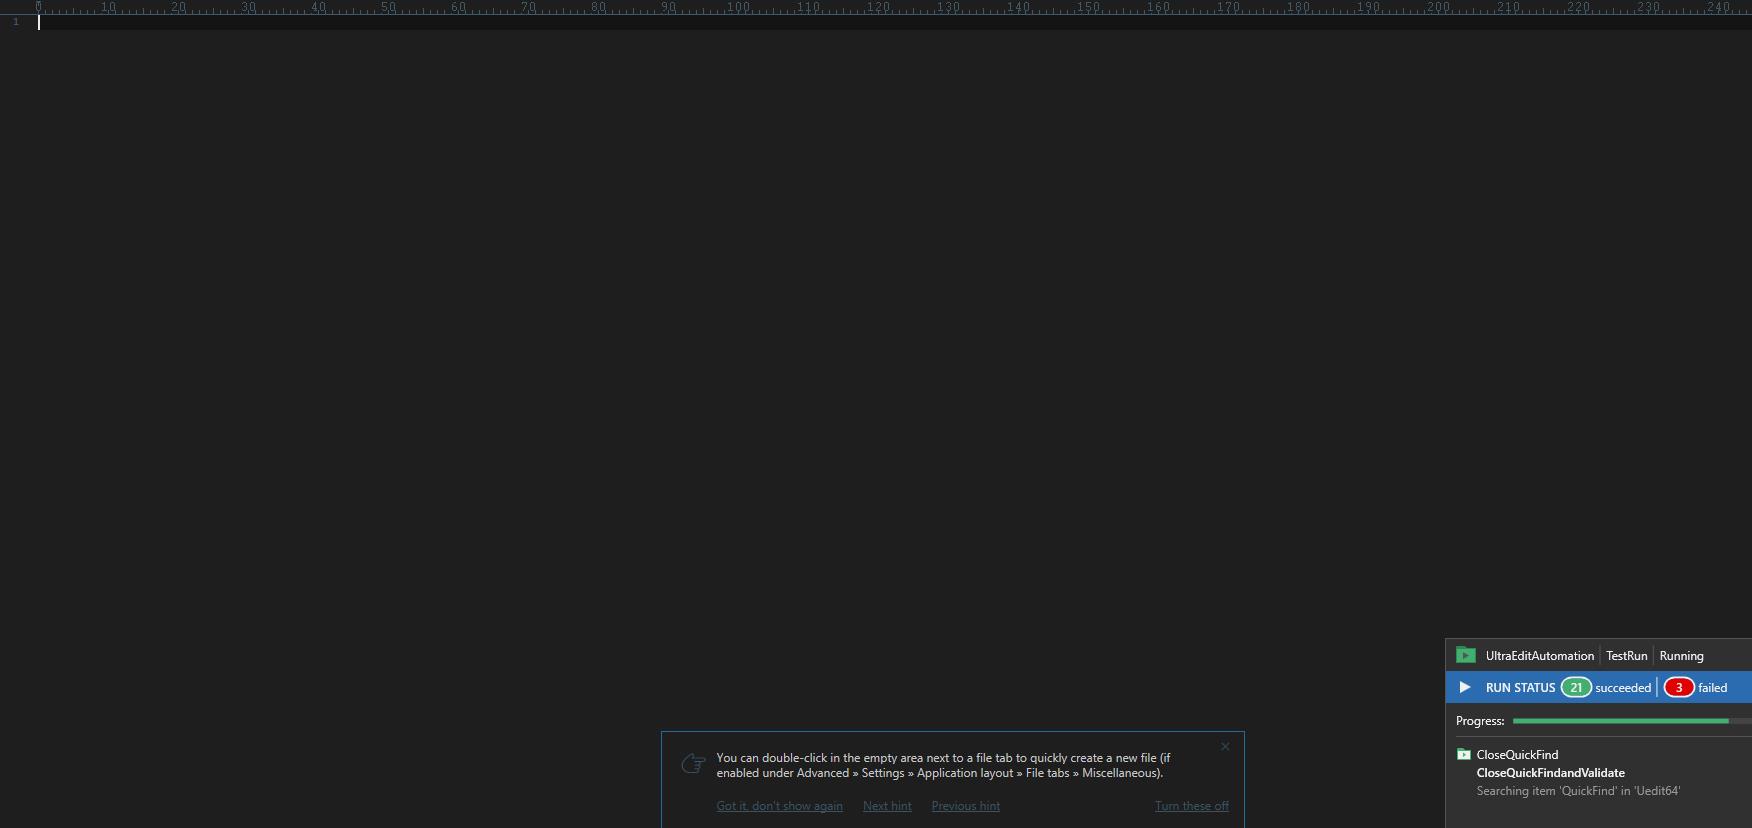 0 10 20 30 40 50 60 70 80 90 100 110 120 130 140 150 160 170 180 190 200 210 220 230 240
1
UltraEditAutomation TestRun Running
RUN STATUS 21 succeeded 3 failed
Progress:
You can double-click in the empty area next to a file tab to quickly create a new file (if
enabled under Advanced » Settings » Application layout » File tabs » Miscellaneous).
Got it, don't show again Next hint Previous hint Turn these off
CloseQuickFind
CloseQuickFindandValidate
Searching item 'QuickFind' in 'Uedit64'